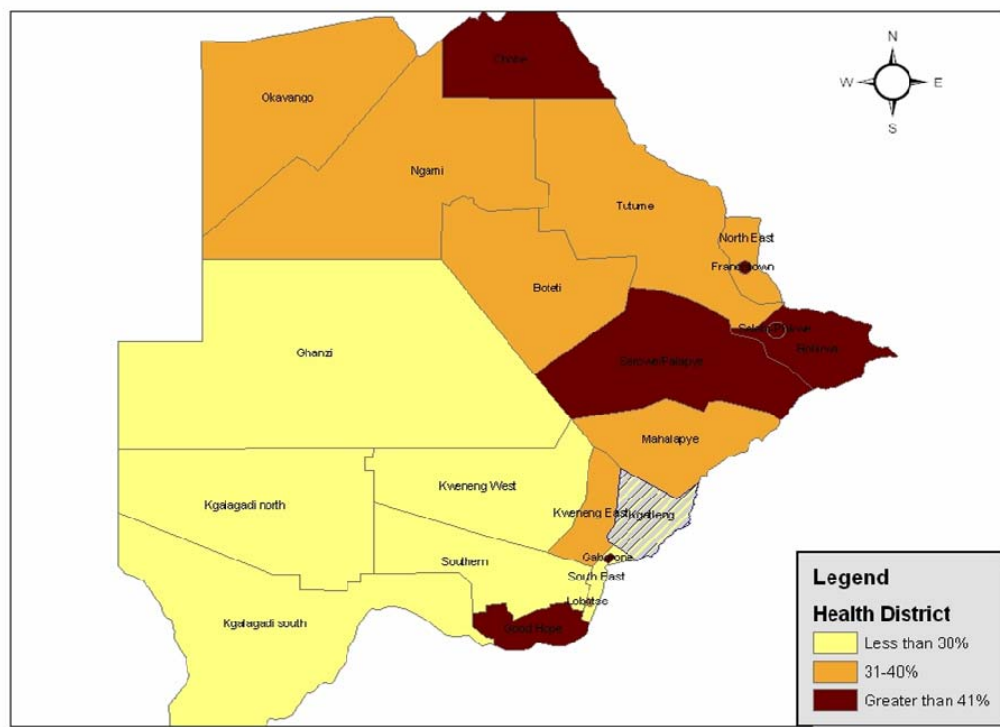 N
W E
S
Chobe
Okavango
Ngami
Tutume
North East
Francistown
Boteti
Ghanzi
Serowe/Palapye
Mahalapye
Kweneng West
Kgalagadi north
Kweneng East
Kgatleng
Gaborone
Southern
South East
Lobatse
Kgalagadi south
Good Hope
Legend
Health District
Less than 30%
31-40%
Greater than 41%